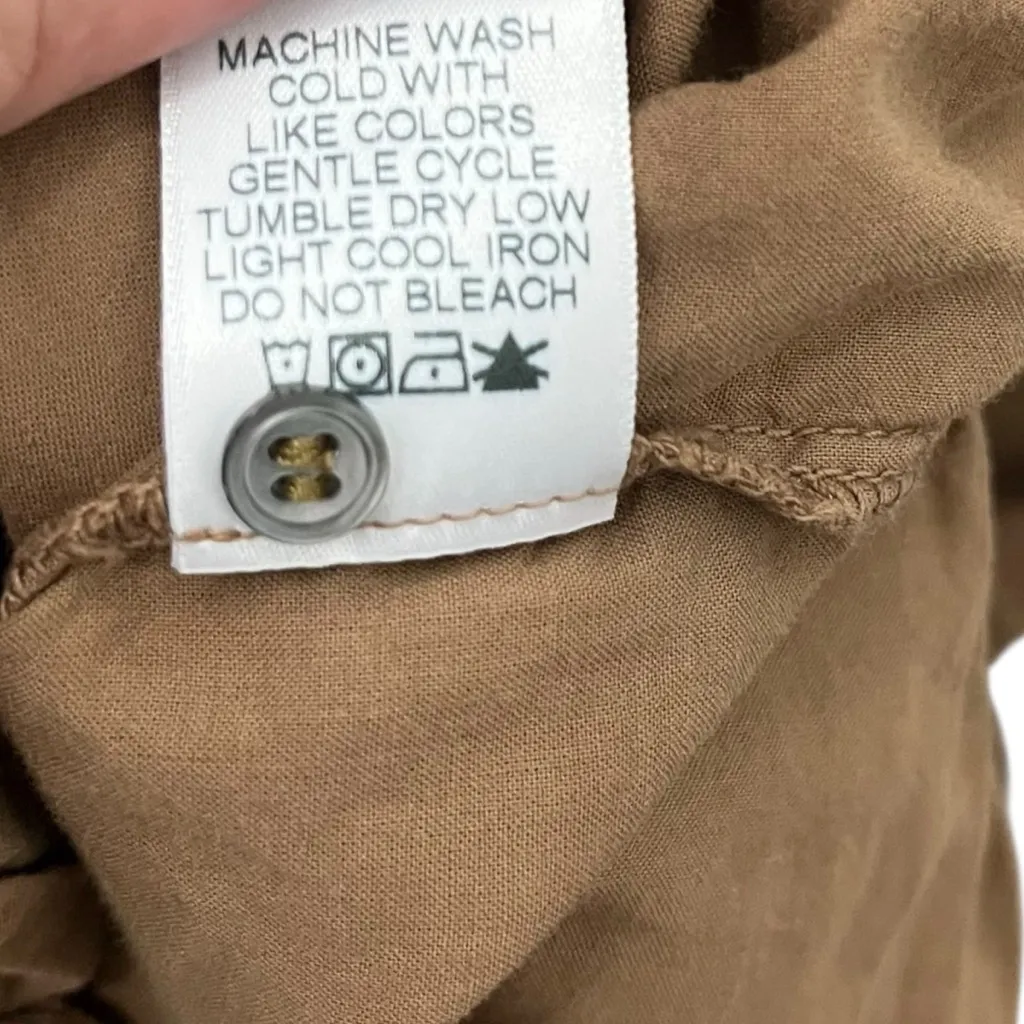 MACHINE WASH
COLD WITH
LIKE COLORS
GENTLE CYCLE
TUMBLE DRY LOW
LIGHT COOL IRON
DO NOT BLEACH